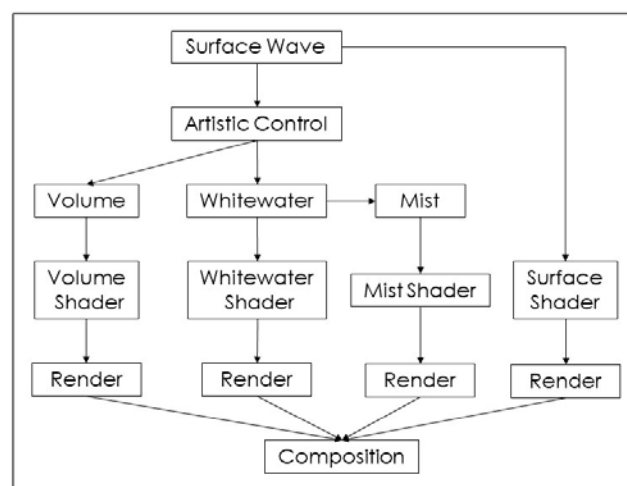 Surface Wave
Artistic Control
Volume
Whitewater
Mist
Volume
Shader
Whitewater
Shader
Mist Shader
Surface
Shader
Render
Render
Render
Render
Composition